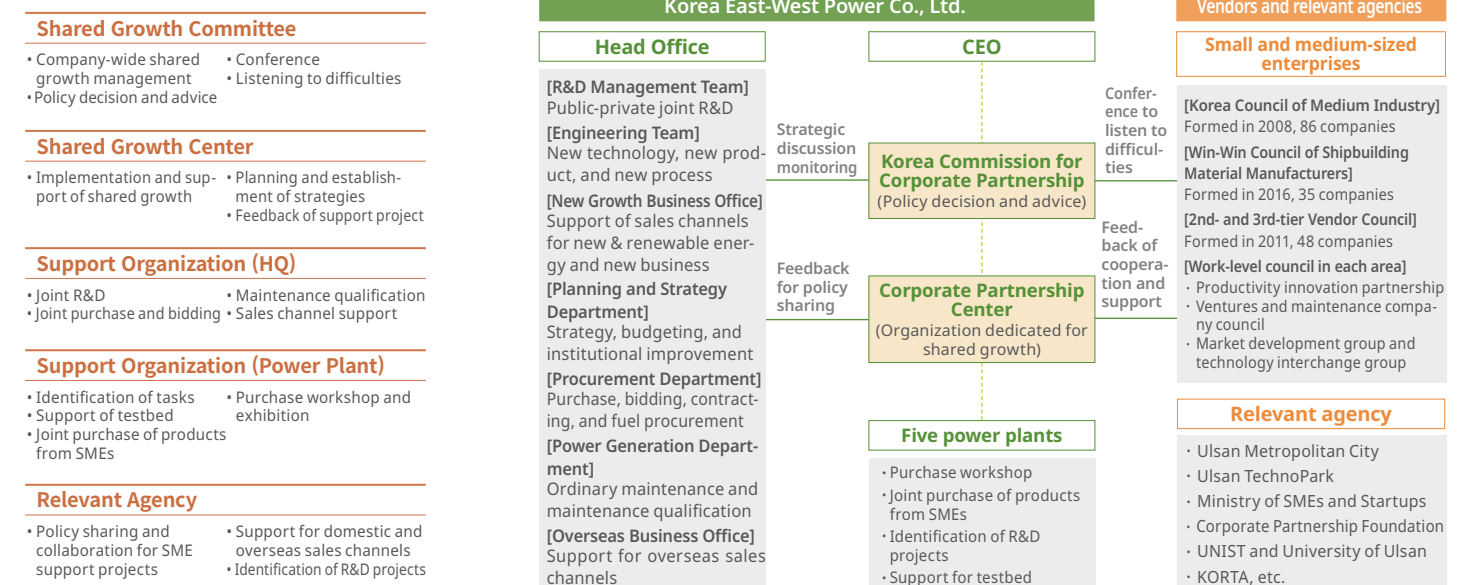 Shared Growth Committee
• Company-wide shared
growth management
• Policy decision and advice
• Conference
• Listening to difficulties
Shared Growth Center
• Implementation and sup-
port of shared growth
• Planning and establish-
ment of strategies
• Feedback of support project
Support Organization (HQ)
• Joint R&D
• Joint purchase and bidding
• Maintenance qualification
• Sales channel support
Support Organization (Power Plant)
• Identification of tasks
• Support of testbed
• Joint purchase of products
from SMEs
• Purchase workshop and
exhibition
Relevant Agency
• Policy sharing and
collaboration for SME
support projects
• Support for domestic and
overseas sales channels
• Identification of R&D projects
Korea East-West Power Co., Ltd.
Head Office
[R&D Management Team]
Public-private joint R&D
[Engineering Team]
New technology, new prod-
uct, and new process
[New Growth Business Office]
Support of sales channels
for new & renewable ener-
gy and new business
[Planning and Strategy
Department]
Strategy, budgeting, and
institutional improvement
[Procurement Department]
Purchase, bidding, contract-
ing, and fuel procurement
[Power Generation Depart-
ment]
Ordinary maintenance and
maintenance qualification
[Overseas Business Office]
Support for overseas sales
channels
Strategic
discussion
monitoring
Feedback
for policy
sharing
CEO
Korea Commission for
Corporate Partnership
(Policy decision and advice)
Corporate Partnership
Center
(Organization dedicated for
shared growth)
Five power plants
· Purchase workshop
· Joint purchase of products
from SMEs
· Identification of R&D
projects
· Support for testbed
Confer-
ence to
listen to
difficul-
ties
Feed-
back of
coopera-
tion and
support
Vendors and relevant agencies
Small and medium-sized
enterprises
[Korea Council of Medium Industry]
Formed in 2008, 86 companies
[Win-Win Council of Shipbuilding
Material Manufacturers]
Formed in 2016, 35 companies
[2nd- and 3rd-tier Vendor Council]
Formed in 2011, 48 companies
[Work-level council in each area]
· Productivity innovation partnership
· Ventures and maintenance compa-
ny council
· Market development group and
technology interchange group
Relevant agency
· Ulsan Metropolitan City
· Ulsan TechnoPark
· Ministry of SMEs and Startups
· Corporate Partnership Foundation
· UNIST and University of Ulsan
· KORTA, etc.